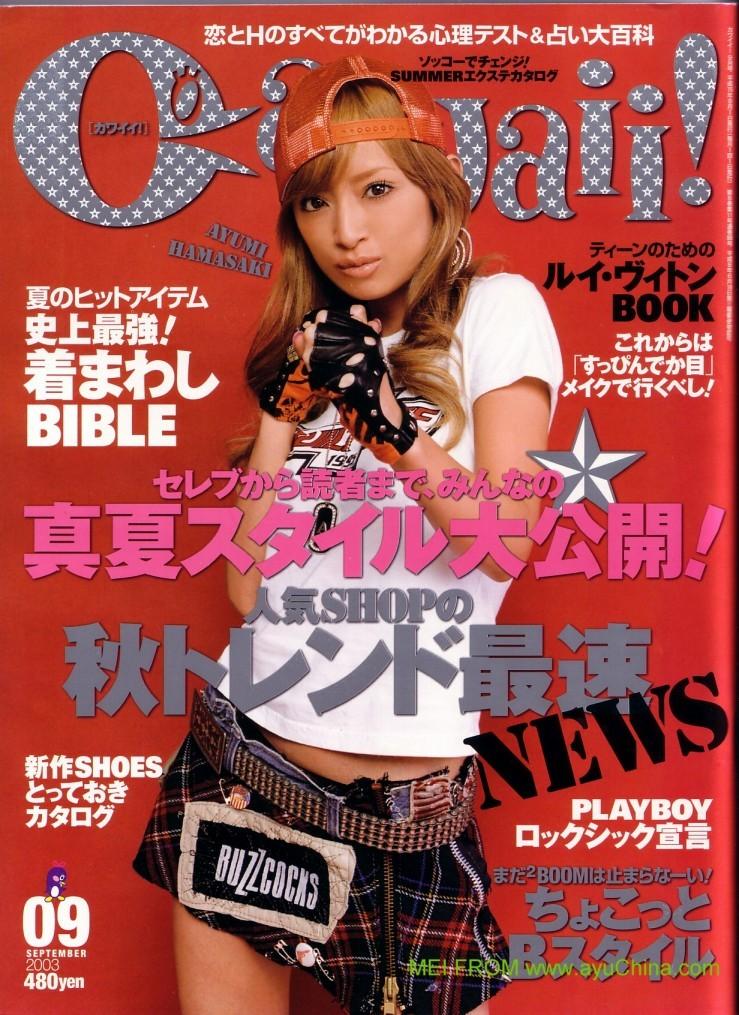 恋とHのすべてがわかる心理テスト&占い大百科
ソッコーでチェンジ!
SUMMERエクステカタログ
Cawaii!
[カワイイ!]
AYUMI
HAMASAKI
ティーンのための
ルイ・ヴィトン
BOOK
夏のヒットアイテム
史上最強!
着まわし
BIBLE
これからは
「すっぴんでか目」
メイクで行くべし!
セレブから読者まで、みんなの
真夏スタイル大公開!
人気SHOPの
秋トレンド最速
NEWS
新作SHOES
とっておき
カタログ
PLAYBOY
ロックシック宣言
BUZZCOCKS
まだ²BOOMは止まらなーい!
ちょこっと
Bスタイル
09
SEPTEMBER
2003
480yen
MEI FROM www.ayuChina.com